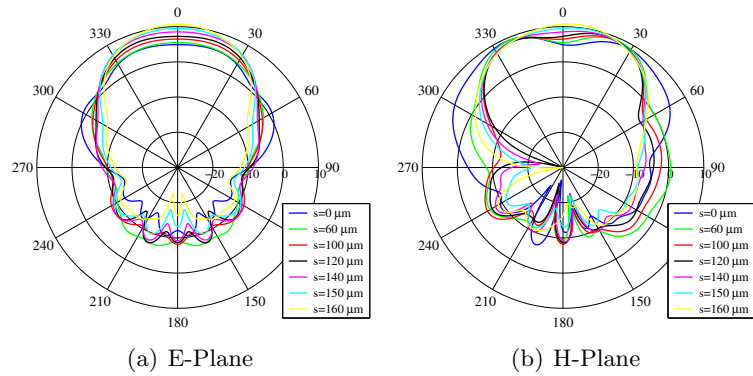 0
330
30
300
60
270
-20
-10
0
10
90
240
210
150
180
s=0 µm
s=60 µm
s=100 µm
s=120 µm
s=140 µm
s=150 µm
s=160 µm
(a) E-Plane
0
330
30
300
60
270
-20
-10
0
10
90
240
210
150
180
s=0 µm
s=60 µm
s=100 µm
s=120 µm
s=140 µm
s=150 µm
s=160 µm
(b) H-Plane